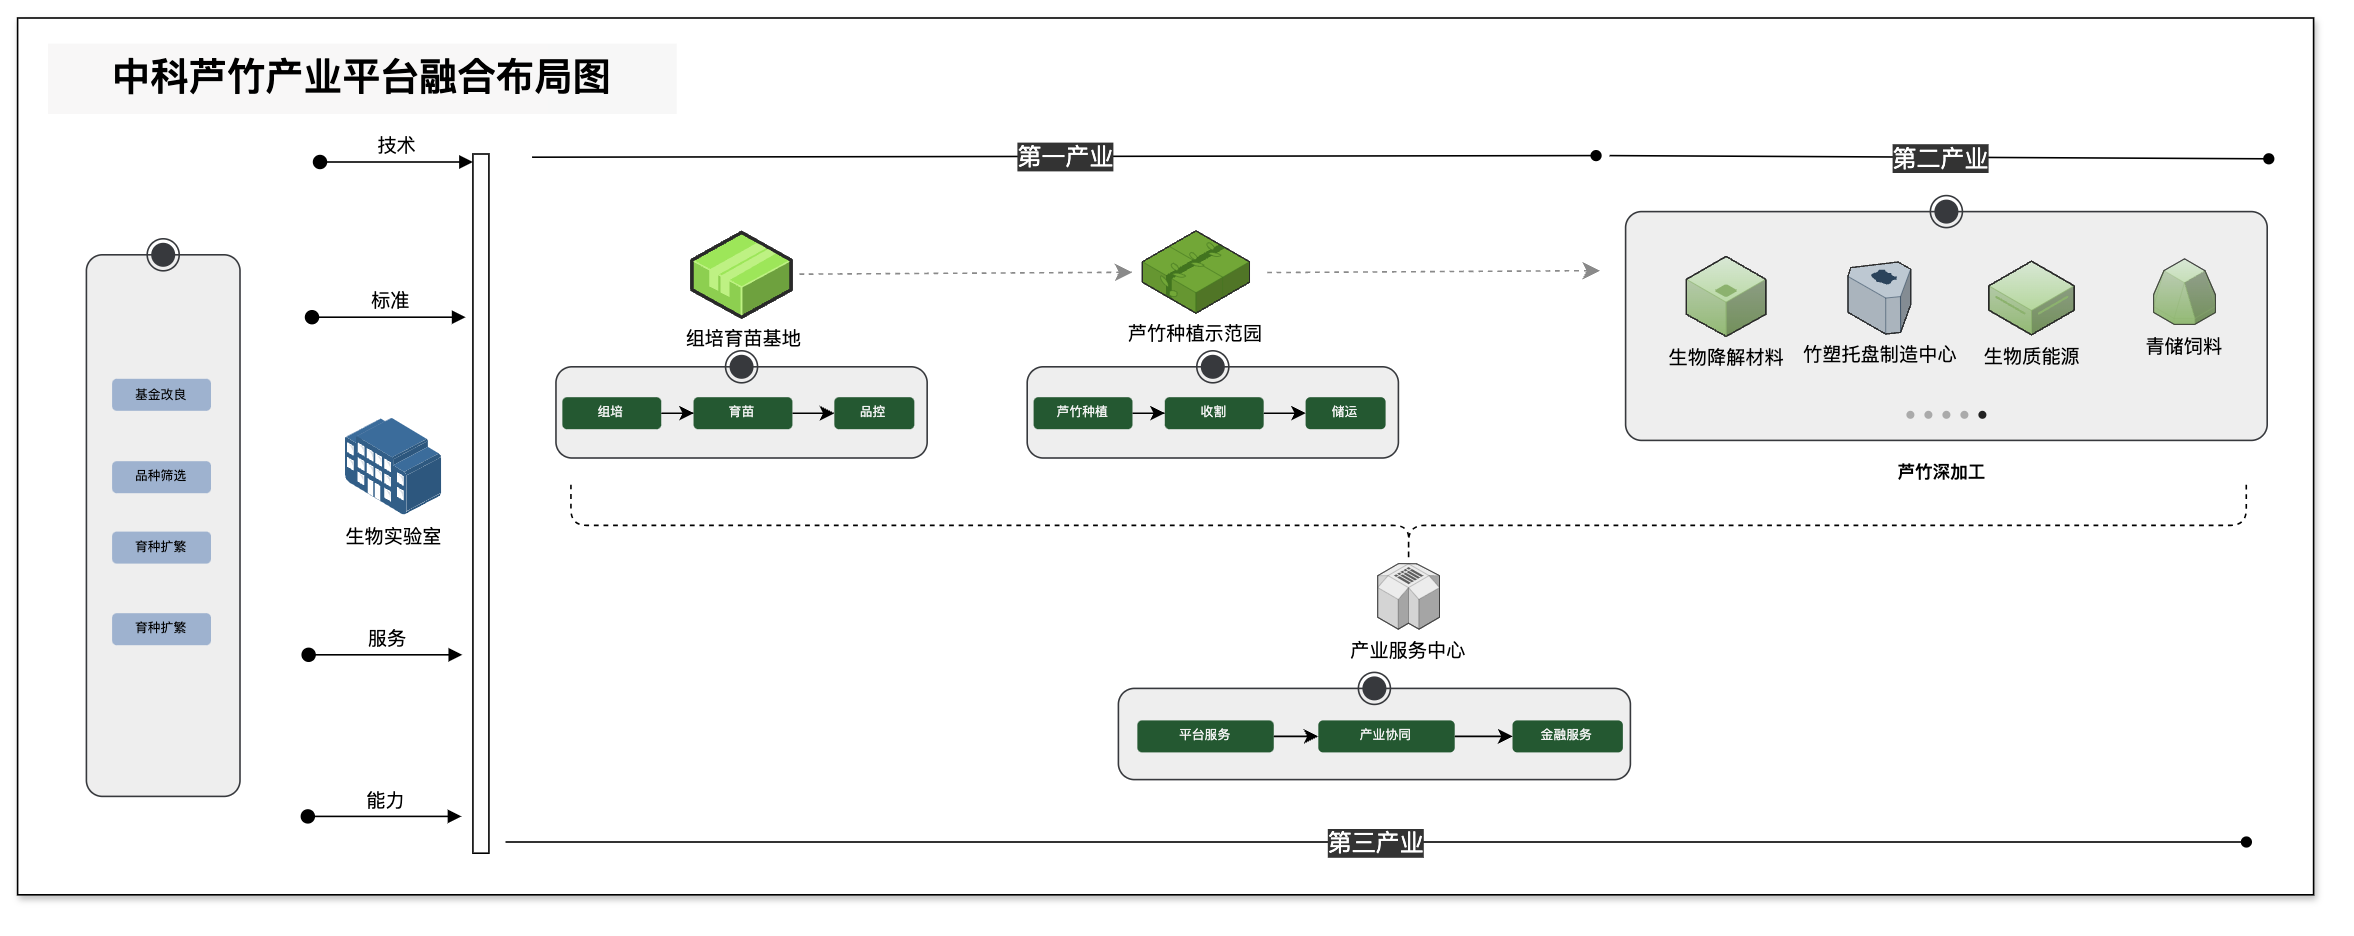 中科芦竹产业平台融合布局图
技术
第一产业
第二产业
标准
组培育苗基地
芦竹种植示范园
生物降解材料
竹塑托盘制造中心
生物质能源
青储饲料
基金改良
组培
育苗
品控
芦竹种植
收割
储运
品种筛选
芦竹深加工
生物实验室
育种扩繁
育种扩繁
服务
产业服务中心
平台服务
产业协同
金融服务
能力
第三产业